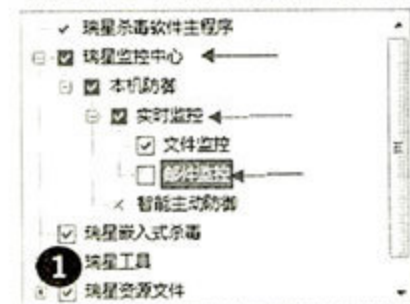 瑞星杀毒软件主程序
瑞星监控中心
本机防御
实时监控
文件监控
邮件监控
智能主动防御
瑞星嵌入式杀毒
1
瑞星工具
瑞星资源文件